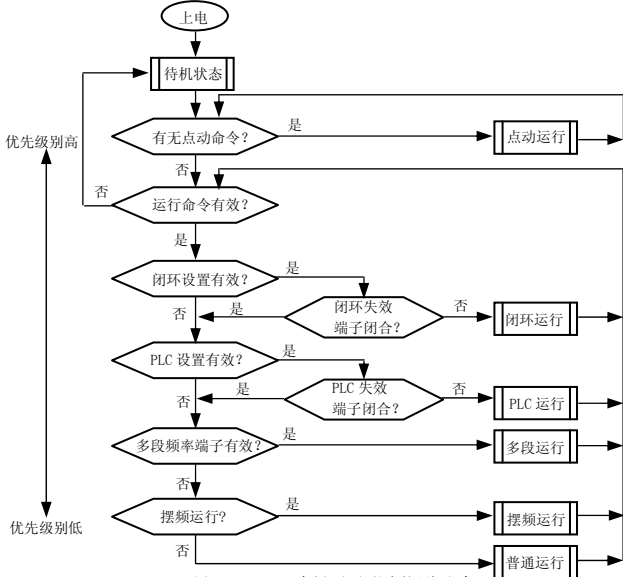 上电
待机状态
有无点动命令？
是
点动运行
优先级别高
否
运行命令有效？
否
是
闭环设置有效？
是
闭环失效
端子闭合？
是
否
闭环运行
否
PLC 设置有效？
是
PLC 失效
端子闭合？
是
否
PLC 运行
否
多段频率端子有效？
是
多段运行
否
摆频运行?
是
摆频运行
优先级别低
否
普通运行